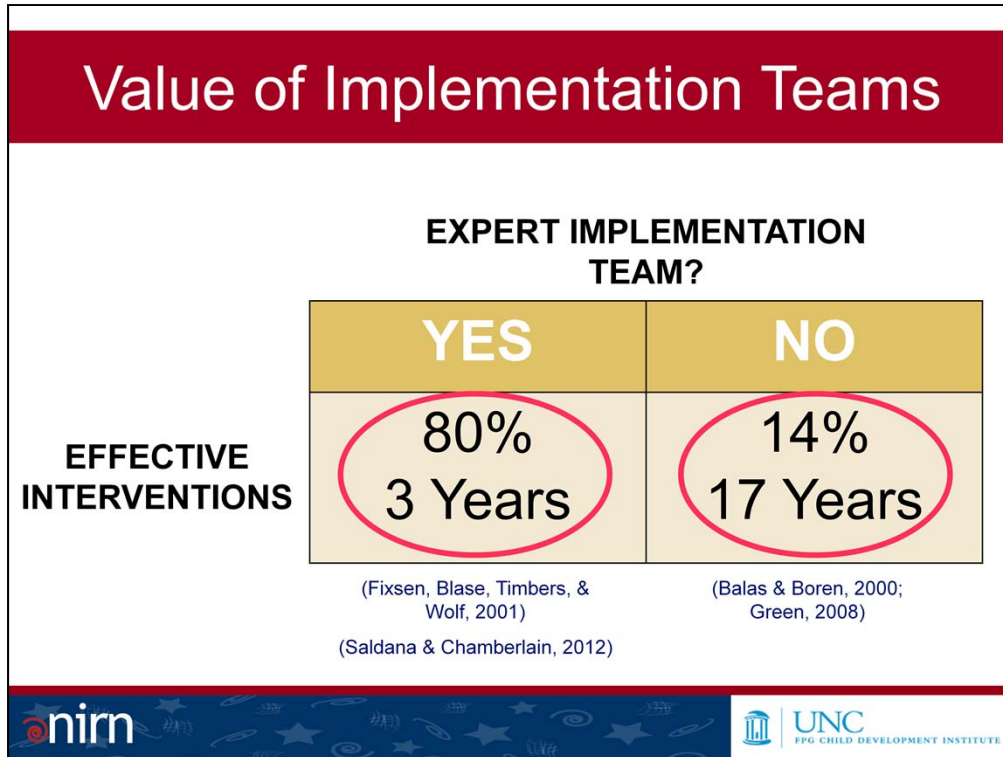 Value of Implementation Teams
EXPERT IMPLEMENTATION
TEAM?
YES
NO
EFFECTIVE
INTERVENTIONS
80%
3 Years
14%
17 Years
(Fixsen, Blase, Timbers, &
Wolf, 2001)
(Saldana & Chamberlain, 2012)
(Balas & Boren, 2000;
Green, 2008)
nirn
UNC
FPG CHILD DEVELOPMENT INSTITUTE